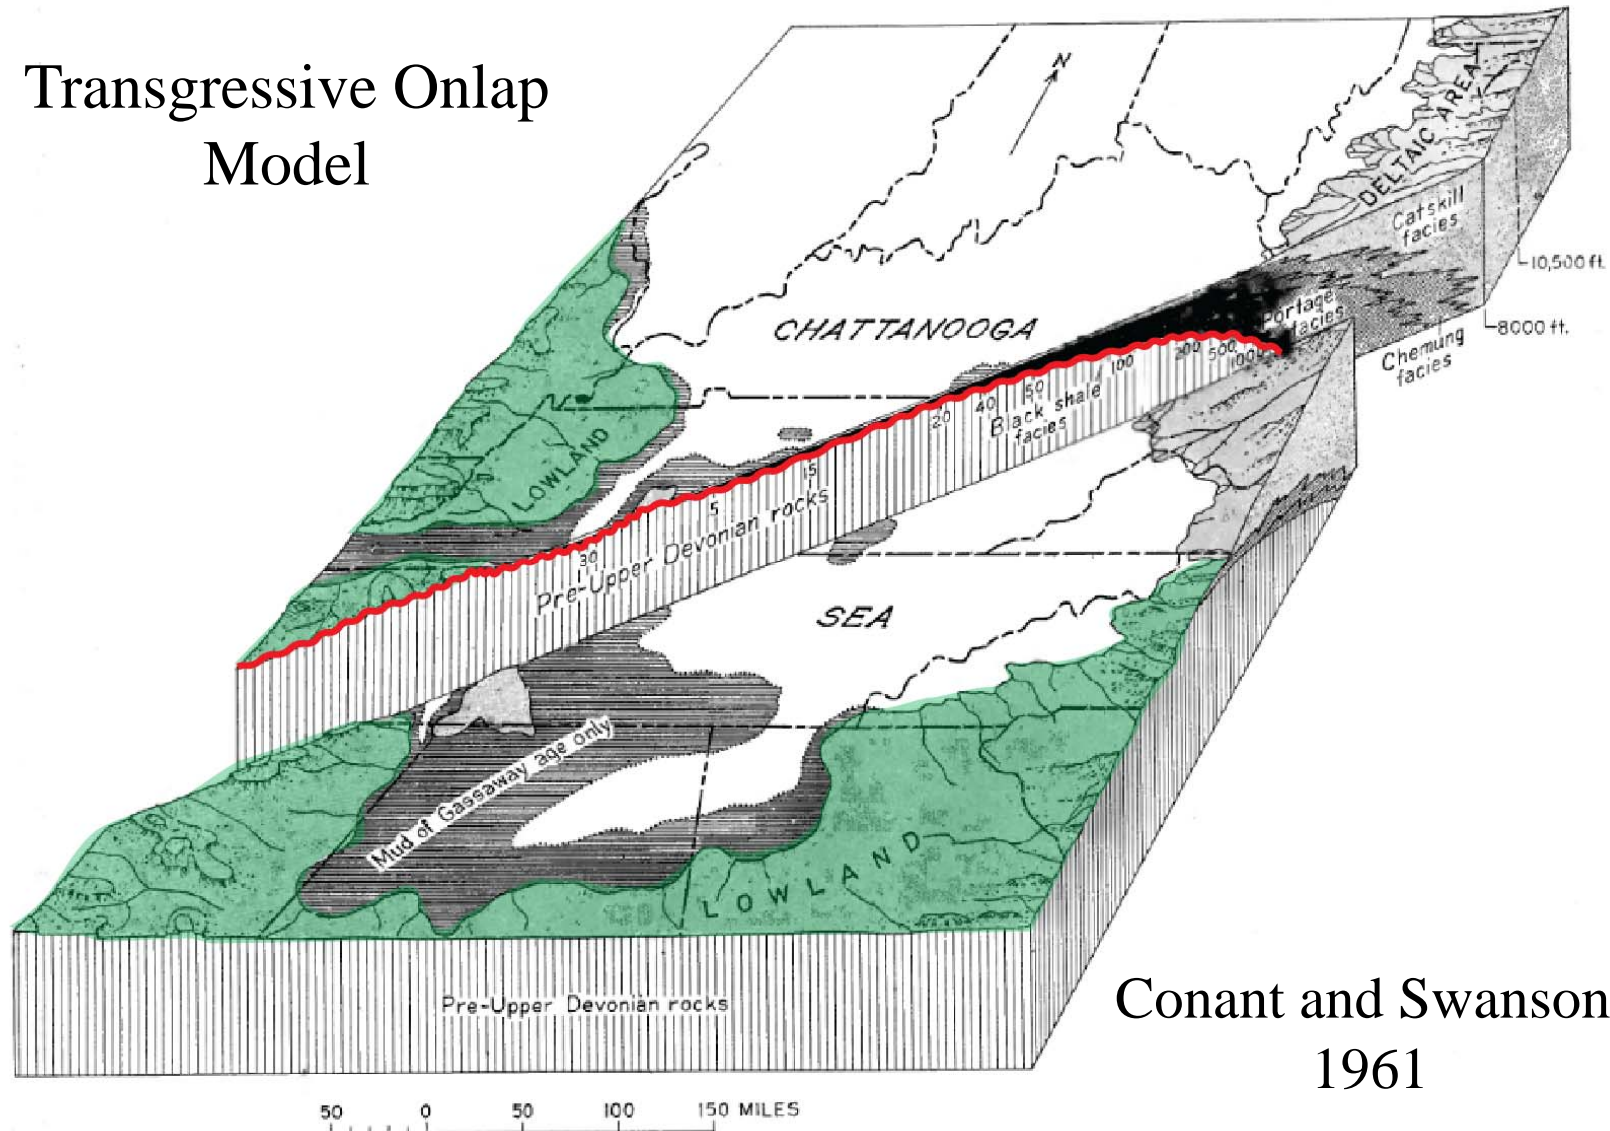 Transgressive Onlap
Model
N
DELTAIC AREA
Catskill
facies
10,500 ft.
CHATTANOOGA
Portage
facies
8000 ft.
Chemung
facies
100 200 500 1000
20 40 50
Black shale
facies
LOWLAND
15
5
30
Pre-Upper Devonian rocks
SEA
Mud of Gassaway age only
LOWLAND
Pre-Upper Devonian rocks
Conant and Swanson
1961
50 0 50 100 150 MILES